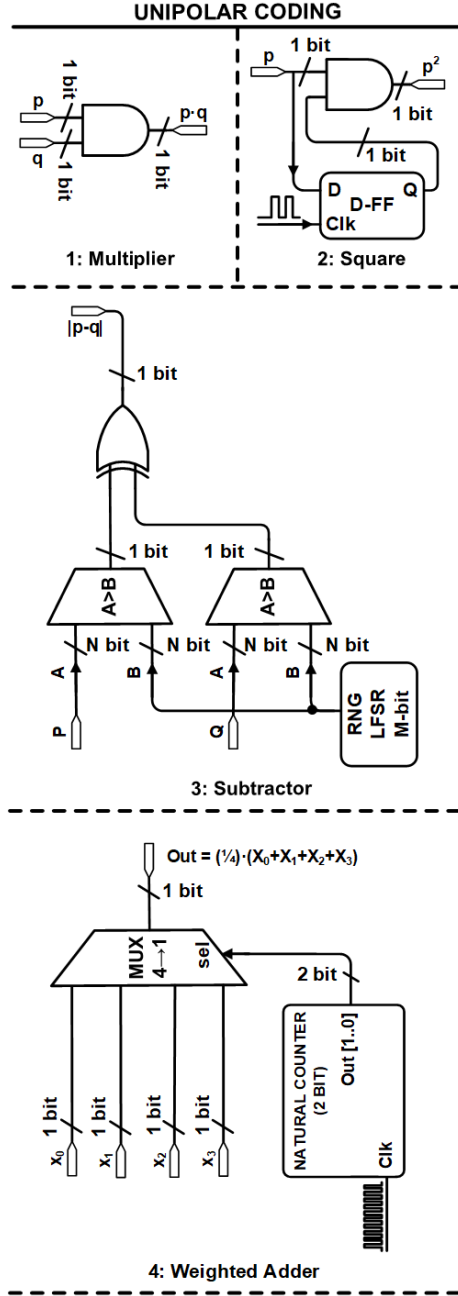 UNIPOLAR CODING
p
1 bit
q
1 bit
p·q
1 bit
1: Multiplier
p
1 bit
p²
1 bit
1 bit
D
Q
D-FF
Clk
2: Square
|p-q|
1 bit
1 bit
1 bit
A>B
A>B
N bit
N bit
N bit
N bit
A
B
A
B
P
Q
RNG
LFSR
M-bit
3: Subtractor
Out = (¼)·(X₀+X₁+X₂+X₃)
1 bit
MUX
4→1
sel
2 bit
NATURAL COUNTER
(2 BIT)
Out [1..0]
Clk
1 bit
1 bit
1 bit
1 bit
x₀
x₁
x₂
x₃
4: Weighted Adder